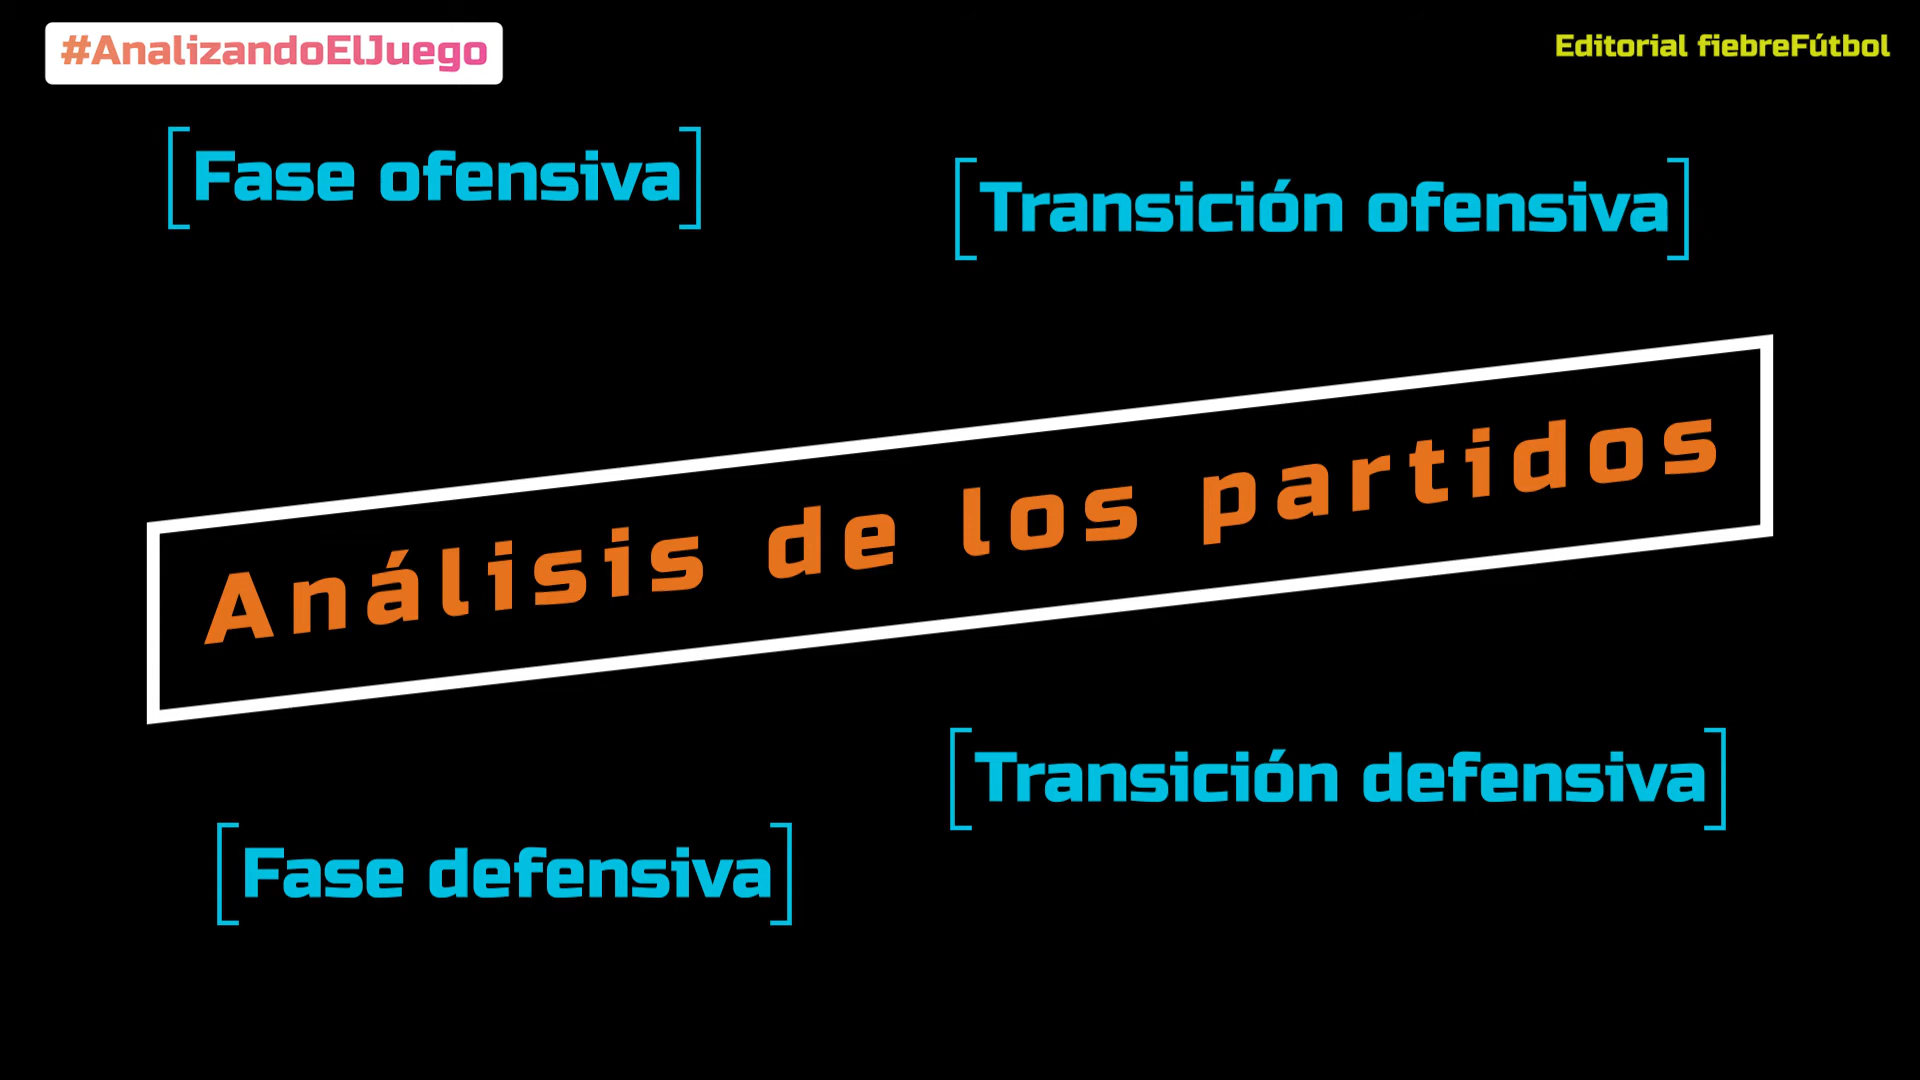 #AnalizandoElJuego
Editorial fiebreFútbol
[Fase ofensiva]
[Transición ofensiva]
Análisis de los partidos
[Transición defensiva]
[Fase defensiva]